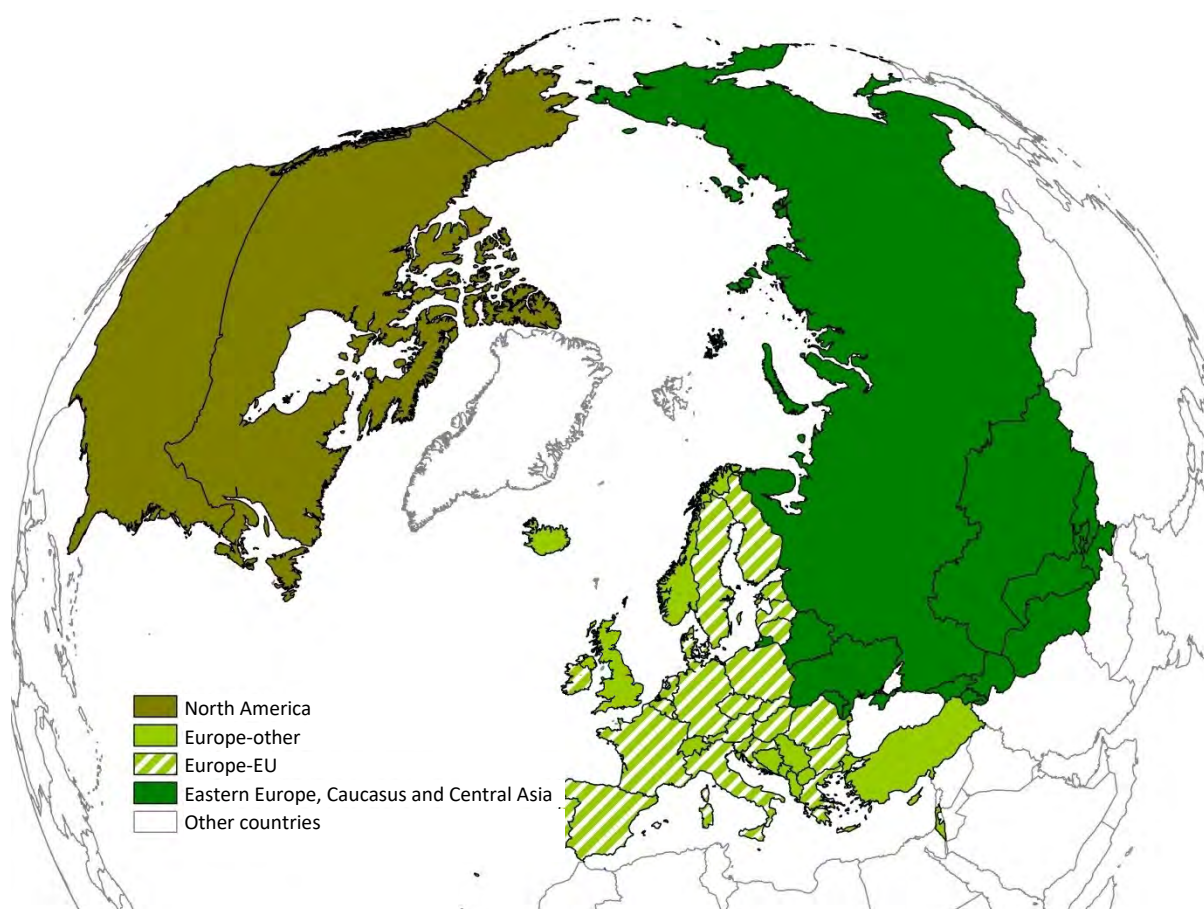 North America
Europe-other
Europe-EU
Eastern Europe, Caucasus and Central Asia
Other countries